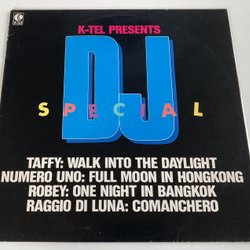 K-TEL PRESENTS
DJ
SPECIAL
TAFFY: WALK INTO THE DAYLIGHT
NUMERO UNO: FULL MOON IN HONGKONG
ROBEY: ONE NIGHT IN BANGKOK
RAGGIO DI LUNA: COMANCHERO